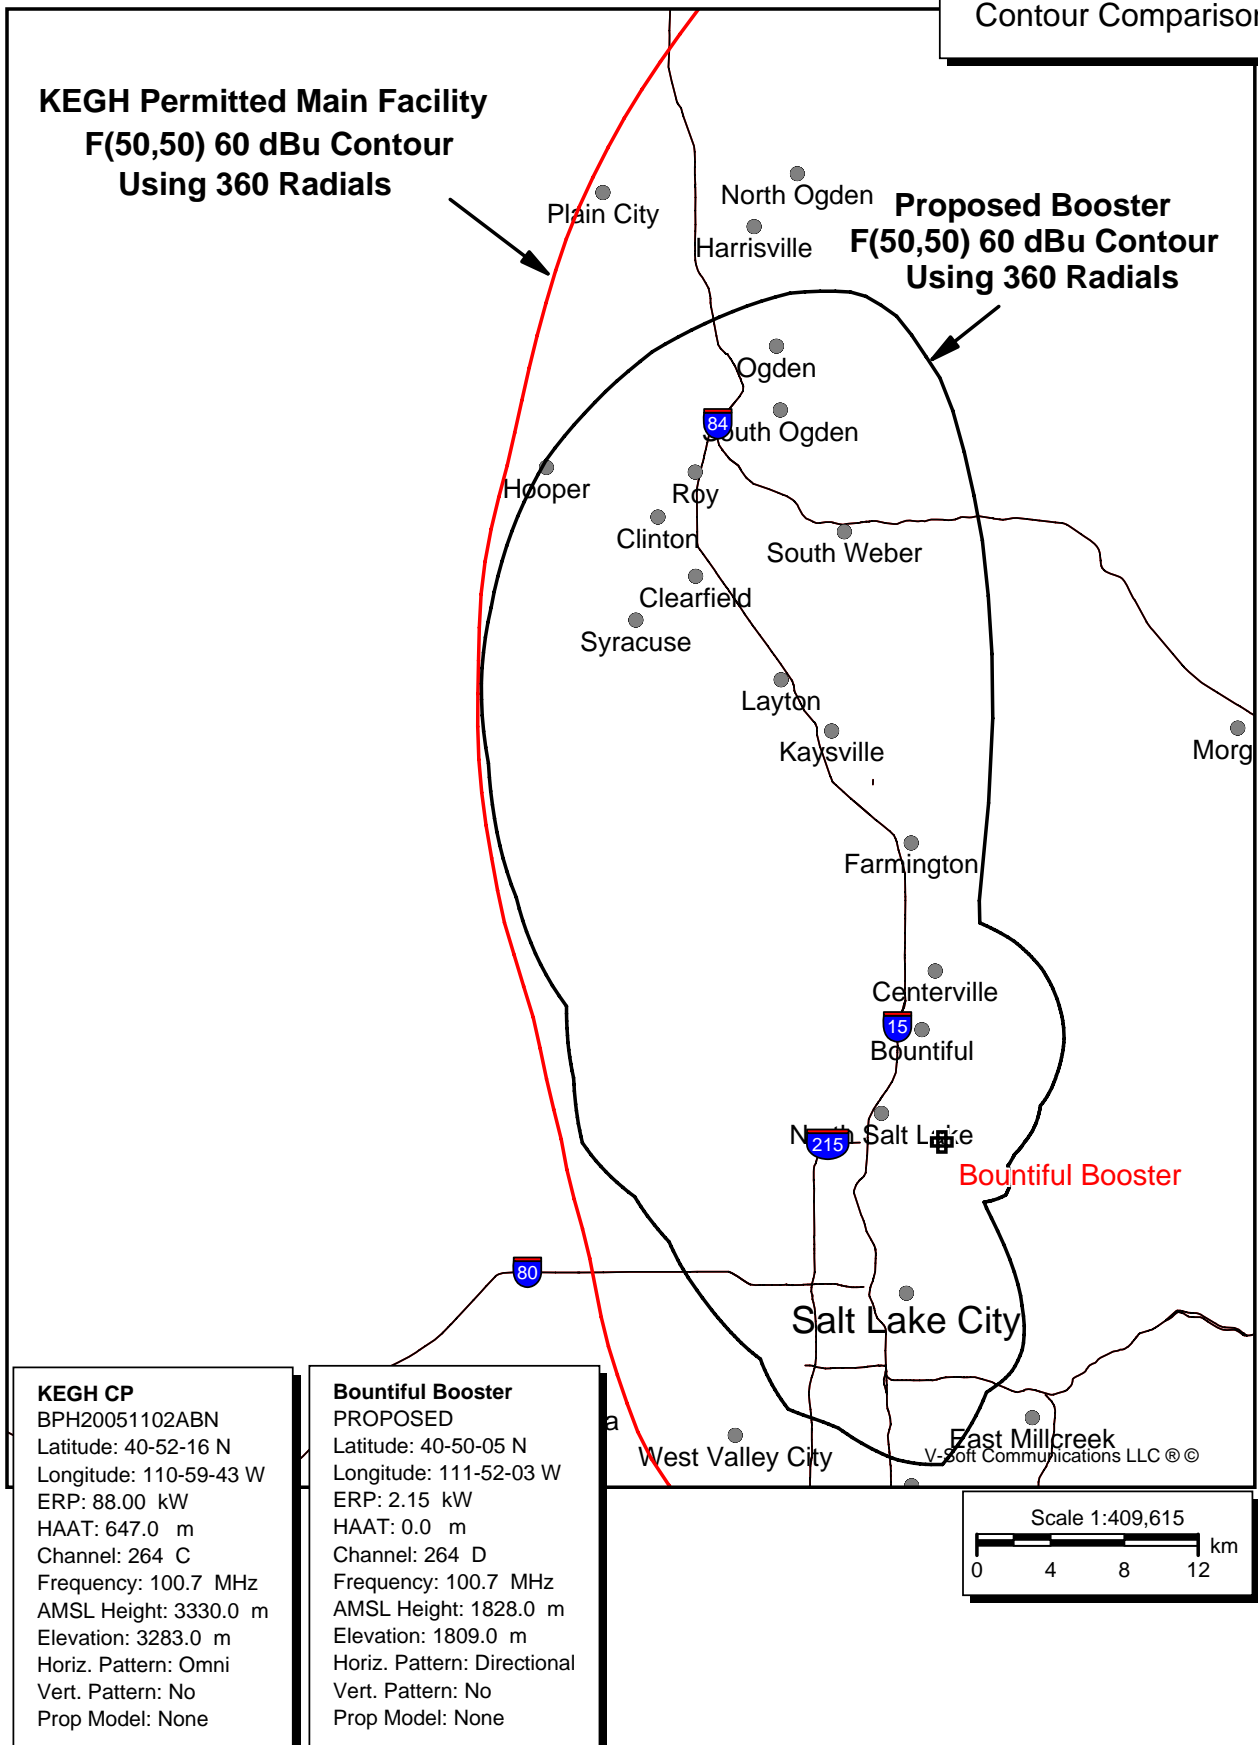 Contour Comparison
KEGH Permitted Main Facility
F(50,50) 60 dBu Contour
Using 360 Radials
Plain City
North Ogden
Harrisville
Proposed Booster
F(50,50) 60 dBu Contour
Using 360 Radials
Ogden
84
South Ogden
Hooper
Roy
Clinton
South Weber
Clearfield
Syracuse
Layton
Kaysville
Morg
Farmington
Centerville
15
Bountiful
North Salt Lake
215
Bountiful Booster
80
Salt Lake City
a
West Valley City
East Millcreek
V-Soft Communications LLC ® ©
KEGH CP
BPH20051102ABN
Latitude: 40-52-16 N
Longitude: 110-59-43 W
ERP: 88.00 kW
HAAT: 647.0 m
Channel: 264 C
Frequency: 100.7 MHz
AMSL Height: 3330.0 m
Elevation: 3283.0 m
Horiz. Pattern: Omni
Vert. Pattern: No
Prop Model: None
Bountiful Booster
PROPOSED
Latitude: 40-50-05 N
Longitude: 111-52-03 W
ERP: 2.15 kW
HAAT: 0.0 m
Channel: 264 D
Frequency: 100.7 MHz
AMSL Height: 1828.0 m
Elevation: 1809.0 m
Horiz. Pattern: Directional
Vert. Pattern: No
Prop Model: None
Scale 1:409,615
km
0 4 8 12